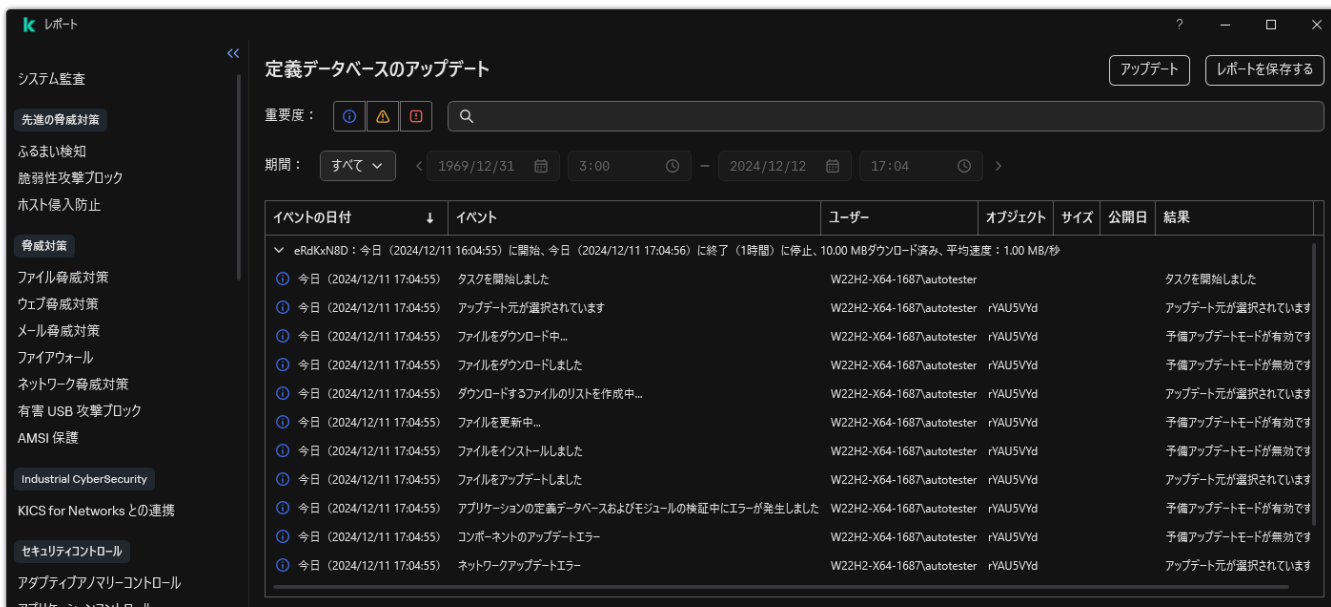 レポート
システム監査
先進の脅威対策
ふるまい検知
脆弱性攻撃ブロック
ホスト侵入防止
脅威対策
ファイル脅威対策
ウェブ脅威対策
メール脅威対策
ファイアウォール
ネットワーク脅威対策
有害 USB 攻撃ブロック
AMSI 保護
Industrial CyberSecurity
KICS for Networks との連携
セキュリティコントロール
アダプティブアノマリーコントロール
定義データベースのアップデート
アップデート レポートを保存する
重要度：
期間： すべて 1969/12/31 3:00 – 2024/12/12 17:04
イベントの日付 ↓ イベント ユーザー オブジェクト サイズ 公開日 結果
eRdKxN8D：今日（2024/12/11 16:04:55）に開始、今日（2024/12/11 17:04:56）に終了（1時間）に停止、10.00 MBダウンロード済み、平均速度：1.00 MB/秒
今日（2024/12/11 17:04:55） タスクを開始しました W22H2-X64-1687\autotester タスクを開始しました
今日（2024/12/11 17:04:55） アップデート元が選択されています W22H2-X64-1687\autotester rYAU5VYd アップデート元が選択されています
今日（2024/12/11 17:04:55） ファイルをダウンロード中... W22H2-X64-1687\autotester rYAU5VYd 予備アップデートモードが有効です
今日（2024/12/11 17:04:55） ファイルをダウンロードしました W22H2-X64-1687\autotester rYAU5VYd 予備アップデートモードが無効です
今日（2024/12/11 17:04:55） ダウンロードするファイルのリストを作成中... W22H2-X64-1687\autotester rYAU5VYd アップデート元が選択されています
今日（2024/12/11 17:04:55） ファイルを更新中... W22H2-X64-1687\autotester rYAU5VYd 予備アップデートモードが有効です
今日（2024/12/11 17:04:55） ファイルをインストールしました W22H2-X64-1687\autotester rYAU5VYd 予備アップデートモードが無効です
今日（2024/12/11 17:04:55） ファイルをアップデートしました W22H2-X64-1687\autotester rYAU5VYd アップデート元が選択されています
今日（2024/12/11 17:04:55） アプリケーションの定義データベースおよびモジュールの検証中にエラーが発生しました W22H2-X64-1687\autotester rYAU5VYd 予備アップデートモードが有効です
今日（2024/12/11 17:04:55） コンポーネントのアップデートエラー W22H2-X64-1687\autotester rYAU5VYd 予備アップデートモードが無効です
今日（2024/12/11 17:04:55） ネットワークアップデートエラー W22H2-X64-1687\autotester rYAU5VYd アップデート元が選択されています